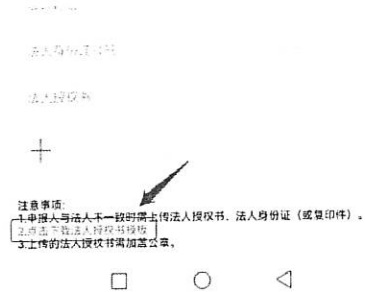 法人身份证书
法人授权书
注意事项:
1.申报人与法人不一致时需上传法人授权书、法人身份证（或复印件）。
2.点击下载法人授权书模板
3.上传的法人授权书需加盖公章。